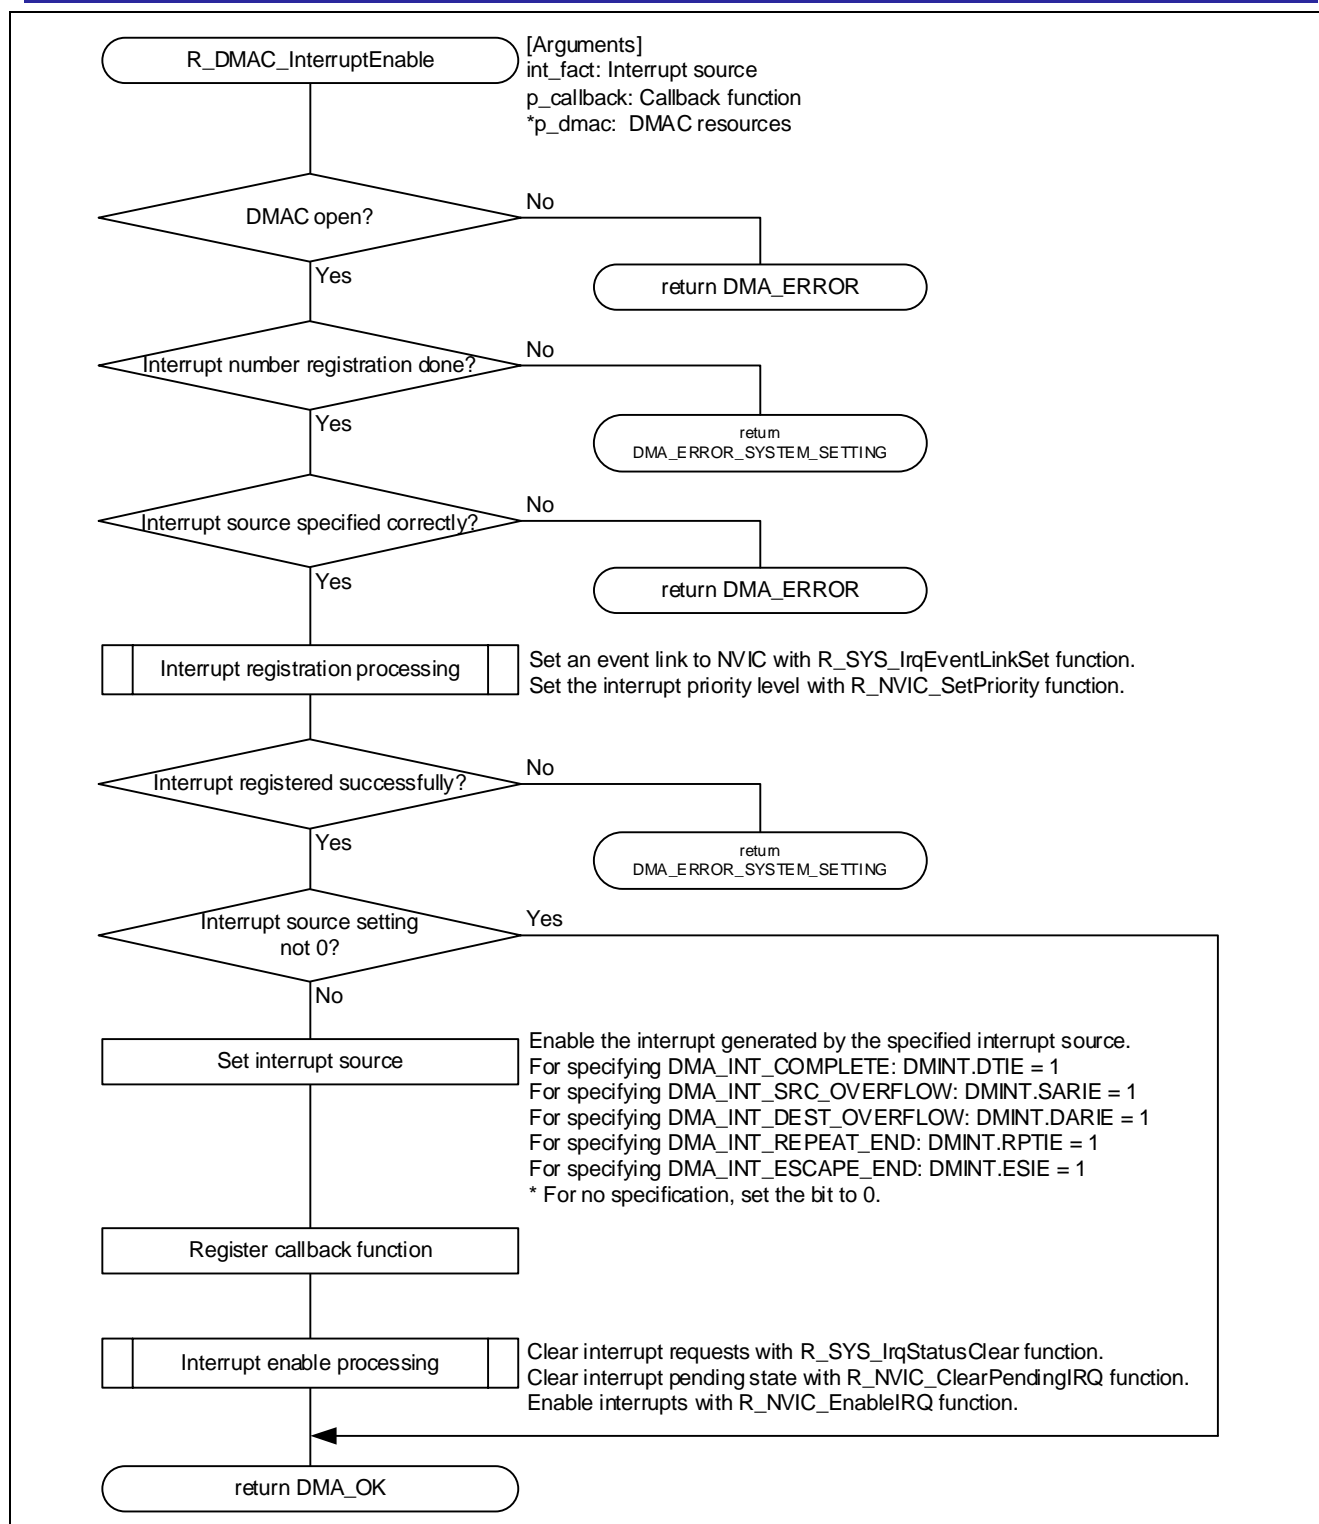 R_DMAC_InterruptEnable
[Arguments]
int_fact: Interrupt source
p_callback: Callback function
*p_dmac:  DMAC resources
DMAC open?
No
Yes
return DMA_ERROR
Interrupt number registration done?
No
Yes
return
DMA_ERROR_SYSTEM_SETTING
Interrupt source specified correctly?
No
Yes
return DMA_ERROR
Interrupt registration processing
Set an event link to NVIC with R_SYS_IrqEventLinkSet function.
Set the interrupt priority level with R_NVIC_SetPriority function.
Interrupt registered successfully?
No
Yes
return
DMA_ERROR_SYSTEM_SETTING
Interrupt source setting
not 0?
Yes
No
Set interrupt source
Enable the interrupt generated by the specified interrupt source.
For specifying DMA_INT_COMPLETE: DMINT.DTIE = 1
For specifying DMA_INT_SRC_OVERFLOW: DMINT.SARIE = 1
For specifying DMA_INT_DEST_OVERFLOW: DMINT.DARIE = 1
For specifying DMA_INT_REPEAT_END: DMINT.RPTIE = 1
For specifying DMA_INT_ESCAPE_END: DMINT.ESIE = 1
* For no specification, set the bit to 0.
Register callback function
Interrupt enable processing
Clear interrupt requests with R_SYS_IrqStatusClear function.
Clear interrupt pending state with R_NVIC_ClearPendingIRQ function.
Enable interrupts with R_NVIC_EnableIRQ function.
return DMA_OK